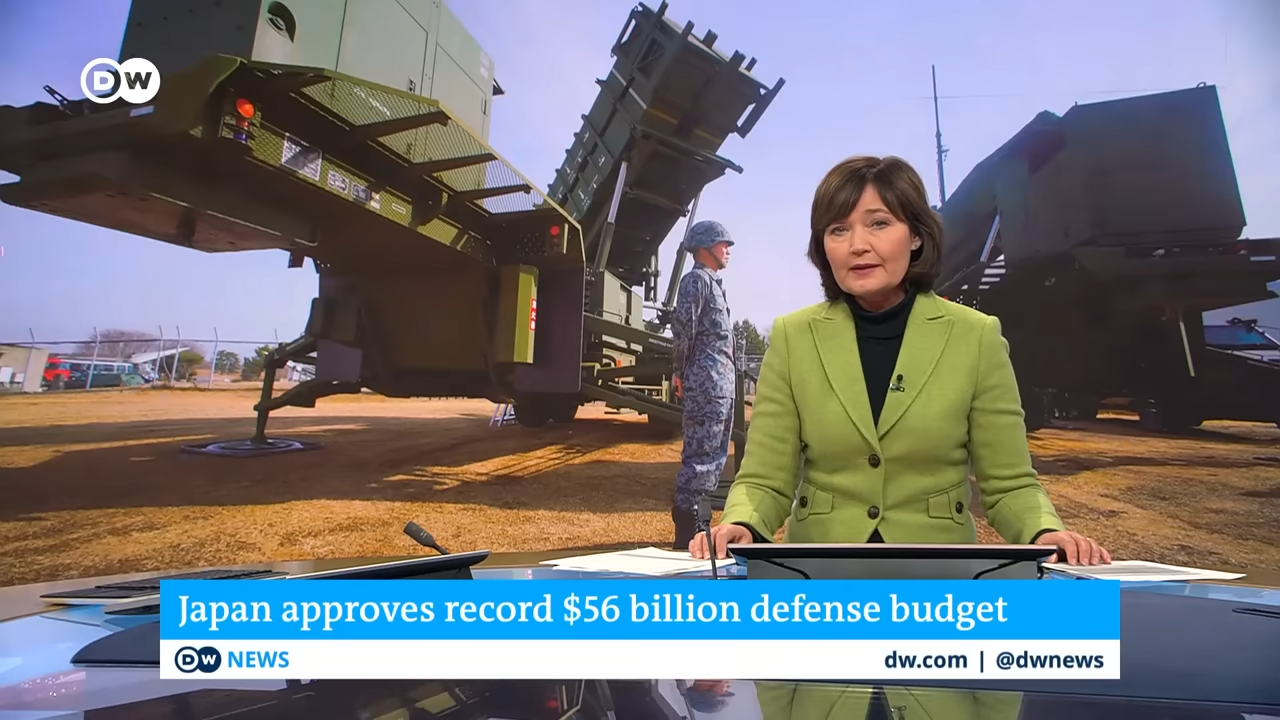 DW
Japan approves record $56 billion defense budget
DW NEWS
dw.com | @dwnews